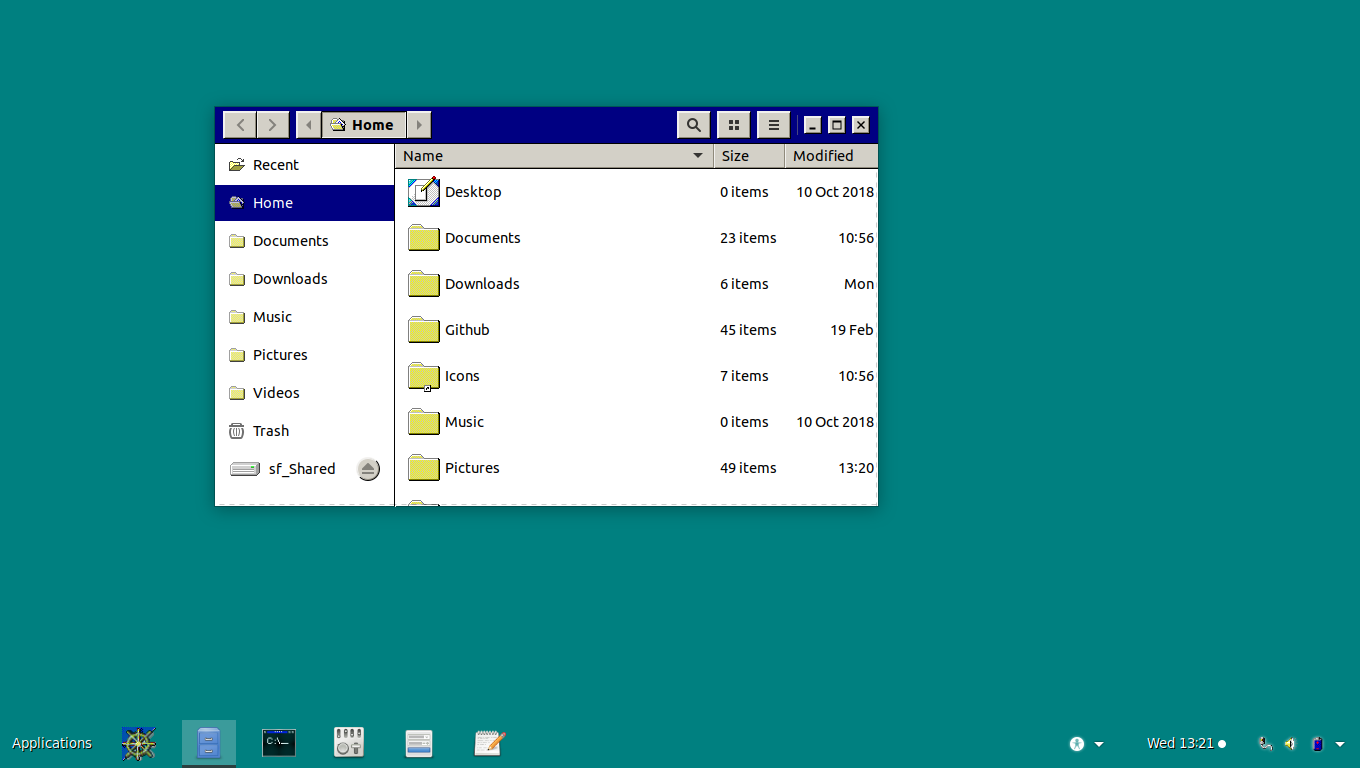 Home
Name Size Modified
Recent
Home
Documents
Downloads
Music
Pictures
Videos
Trash
sf_Shared
Desktop 0 items 10 Oct 2018
Documents 23 items 10:56
Downloads 6 items Mon
Github 45 items 19 Feb
Icons 7 items 10:56
Music 0 items 10 Oct 2018
Pictures 49 items 13:20
Applications
C:\_
Wed 13:21